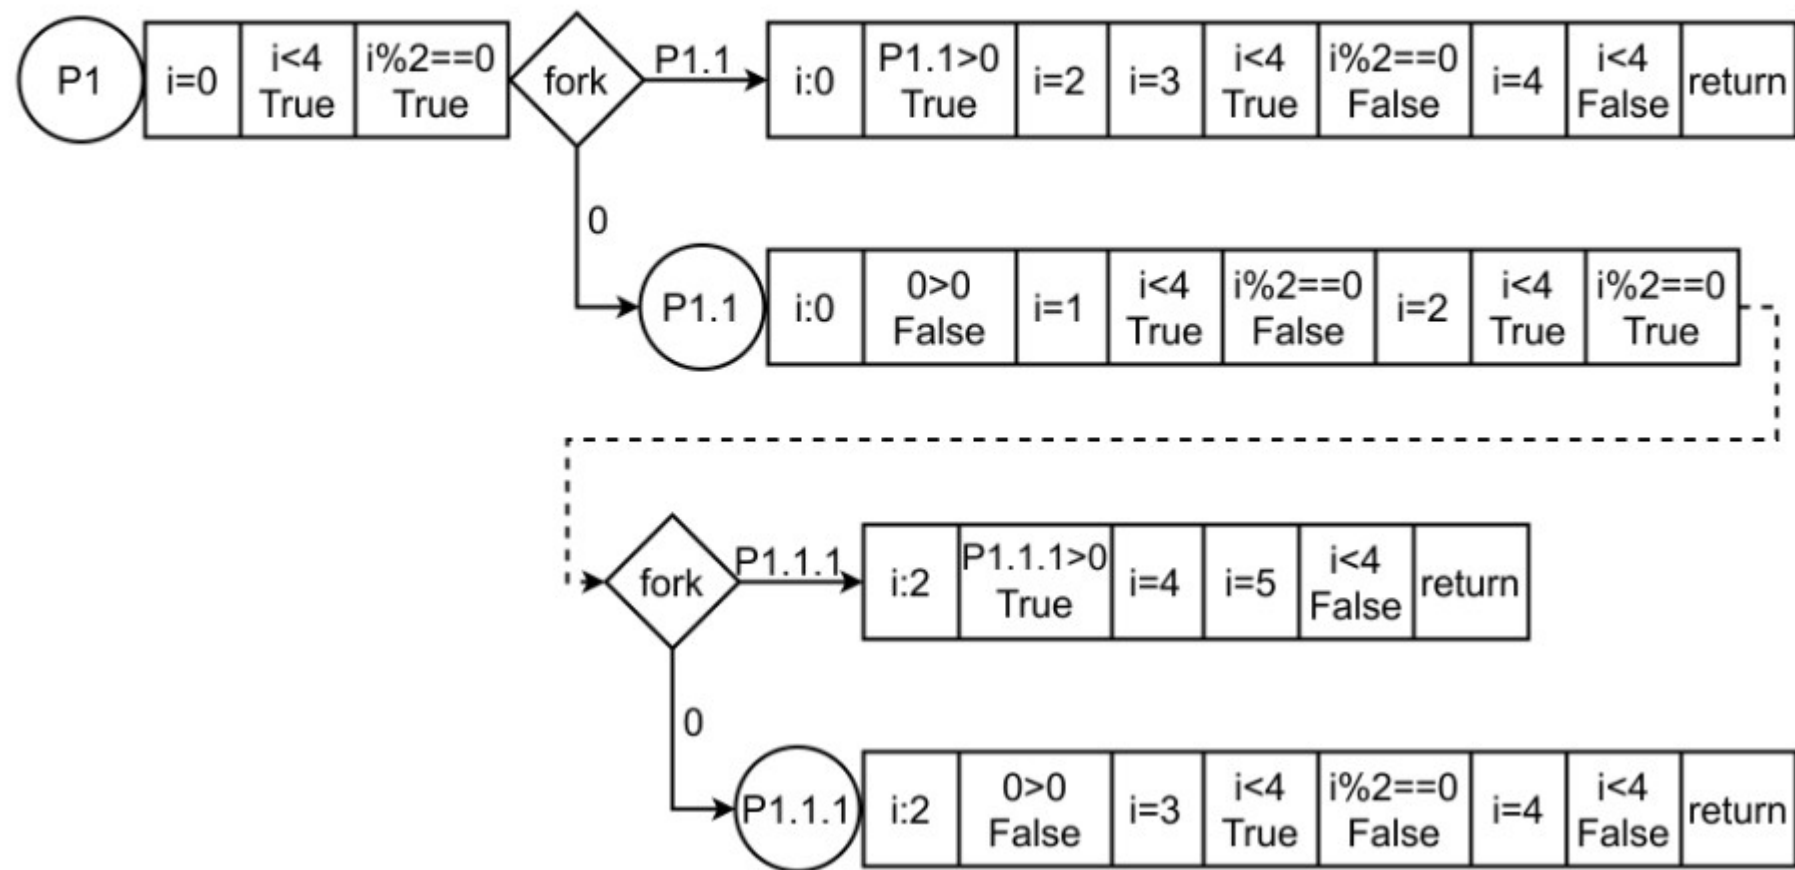 P1
i=0
i<4
True
i%2==0
True
fork
P1.1
i:0
P1.1>0
True
i=2
i=3
i<4
True
i%2==0
False
i=4
i<4
False
return
0
P1.1
i:0
0>0
False
i=1
i<4
True
i%2==0
False
i=2
i<4
True
i%2==0
True
fork
P1.1.1
i:2
P1.1.1>0
True
i=4
i=5
i<4
False
return
0
P1.1.1
i:2
0>0
False
i=3
i<4
True
i%2==0
False
i=4
i<4
False
return